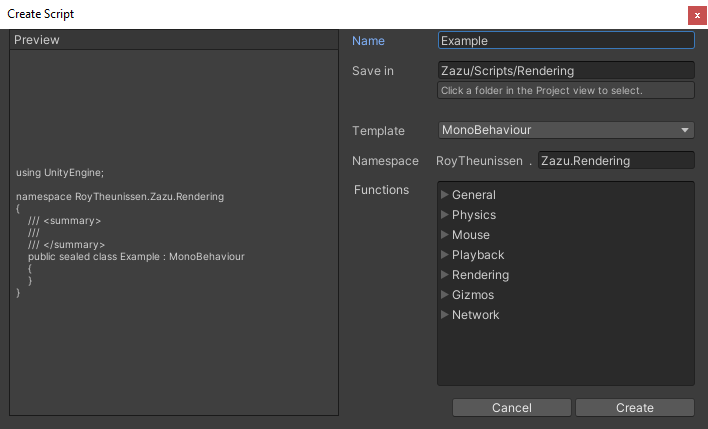 Create Script
x
Preview
using UnityEngine;
namespace RoyTheunissen.Zazu.Rendering
{
/// <summary>
///
/// </summary>
public sealed class Example : MonoBehaviour
{
}
}
Name Example
Save in Zazu/Scripts/Rendering
Click a folder in the Project view to select.
Template MonoBehaviour
Namespace RoyTheunissen . Zazu.Rendering
Functions
General
Physics
Mouse
Playback
Rendering
Gizmos
Network
Cancel Create